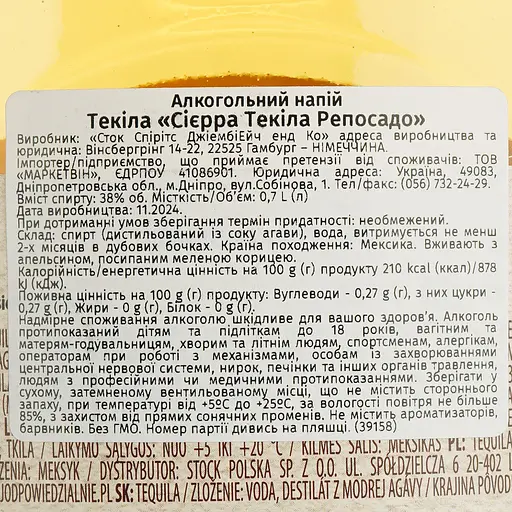 Алкогольний напій
Текіла «Сієрра Текіла Репосадо»
Виробник: «Сток Спірітс ДжіємбіЕйч енд Ко» адреса виробництва та
юридична: Вінсбергрінг 14-22, 22525 Гамбург – НІМЕЧЧИНА.
Імпортер/підприємство, що приймає претензії від споживачів: ТОВ
«МАРКЕТВІН», ЄДРПОУ 41086901. Юридична адреса: Україна, 49083,
Дніпропетровська обл., м.Дніпро, вул.Собінова, 1. Тел/факс: (056) 732-24-29.
Вміст спирту: 38% об. Місткість/Об'єм: 0,7 L (л)
Дата виробництва: 11.2024.
При дотриманні умов зберігання термін придатності: необмежений.
Склад: спирт (дистильований із соку агави), вода, витримується не менш
2-х місяців в дубових бочках. Країна походження: Мексика. Вживають з
апельсином, посипаним меленою корицею.
Калорійність/енергетична цінність на 100 g (г) продукту 210 kcal (ккал)/878
kJ (кДж).
Поживна цінність на 100 g (г) продукту: Вуглеводи - 0,27 g (г), з них цукри -
0,27 g (г), Жири - 0 g (г), Білок - 0 g (г).
Надмірне споживання алкоголю шкідливе для вашого здоров'я. Алкоголь
протипоказаний дітям та підліткам до 18 років, вагітним та
матерям-годувальницям, хворим та літнім людям, спортсменам, алергікам,
операторам при роботі з механізмами, особам із захворюваннями
центральної нервової системи, нирок, печінки та інших органів травлення,
людям з професійними чи медичними протипоказаннями. Зберігати у
сухому, затемненому вентильованому місці, що не містить стороннього
запаху, при температурі від +5ºС до +25ºС, за вологості повітря не більше
85%, з захистом від прямих сонячних променів. Не містить ароматизаторів,
барвників. Без ГМО. Номер партії дивись на пляшці. (39158)
TKILA / LAIKYMO SĄLYGOS: NUO +5 IKI +20 °C / KILMĖS ŠALIS: MEKSIKAS PL: TEQUILA
ZENIA: MEKSYK / DYSTRYBUTOR: STOCK POLSKA SP. Z O.O. UL. SPÓŁDZIELCZA 6 20-402 L
JODPOWIEDZIALNIE.PL SK: TEQUILA / ZLOŽENIE: VODA, DESTILÁT Z MODREJ AGÁVY / KRAJINA PÔVOD